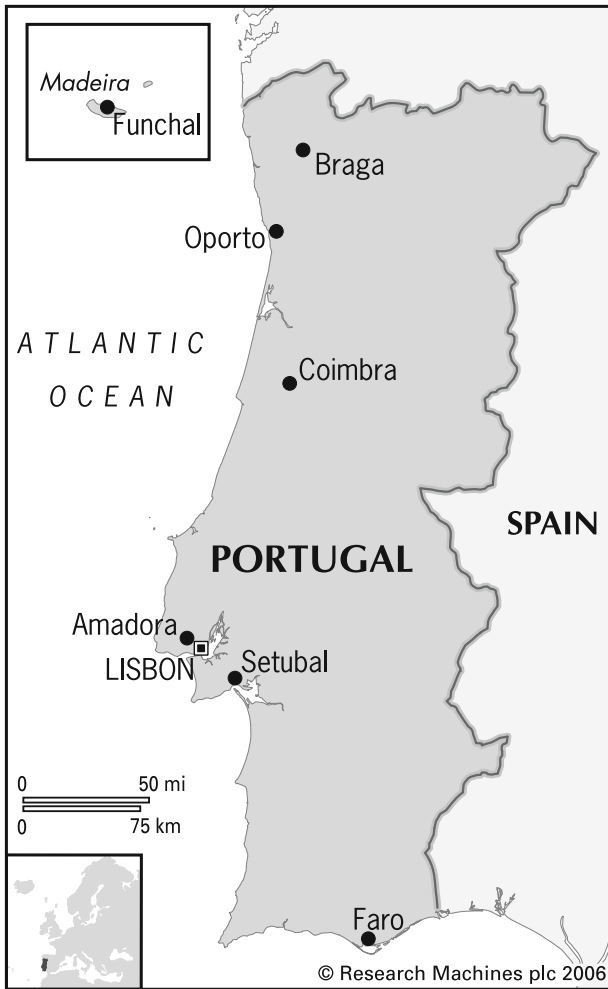 Madeira
Funchal
Braga
Oporto
ATLANTIC
OCEAN
Coimbra
SPAIN
PORTUGAL
Amadora
LISBON
Setubal
0 50 mi
0 75 km
Faro
© Research Machines plc 2006